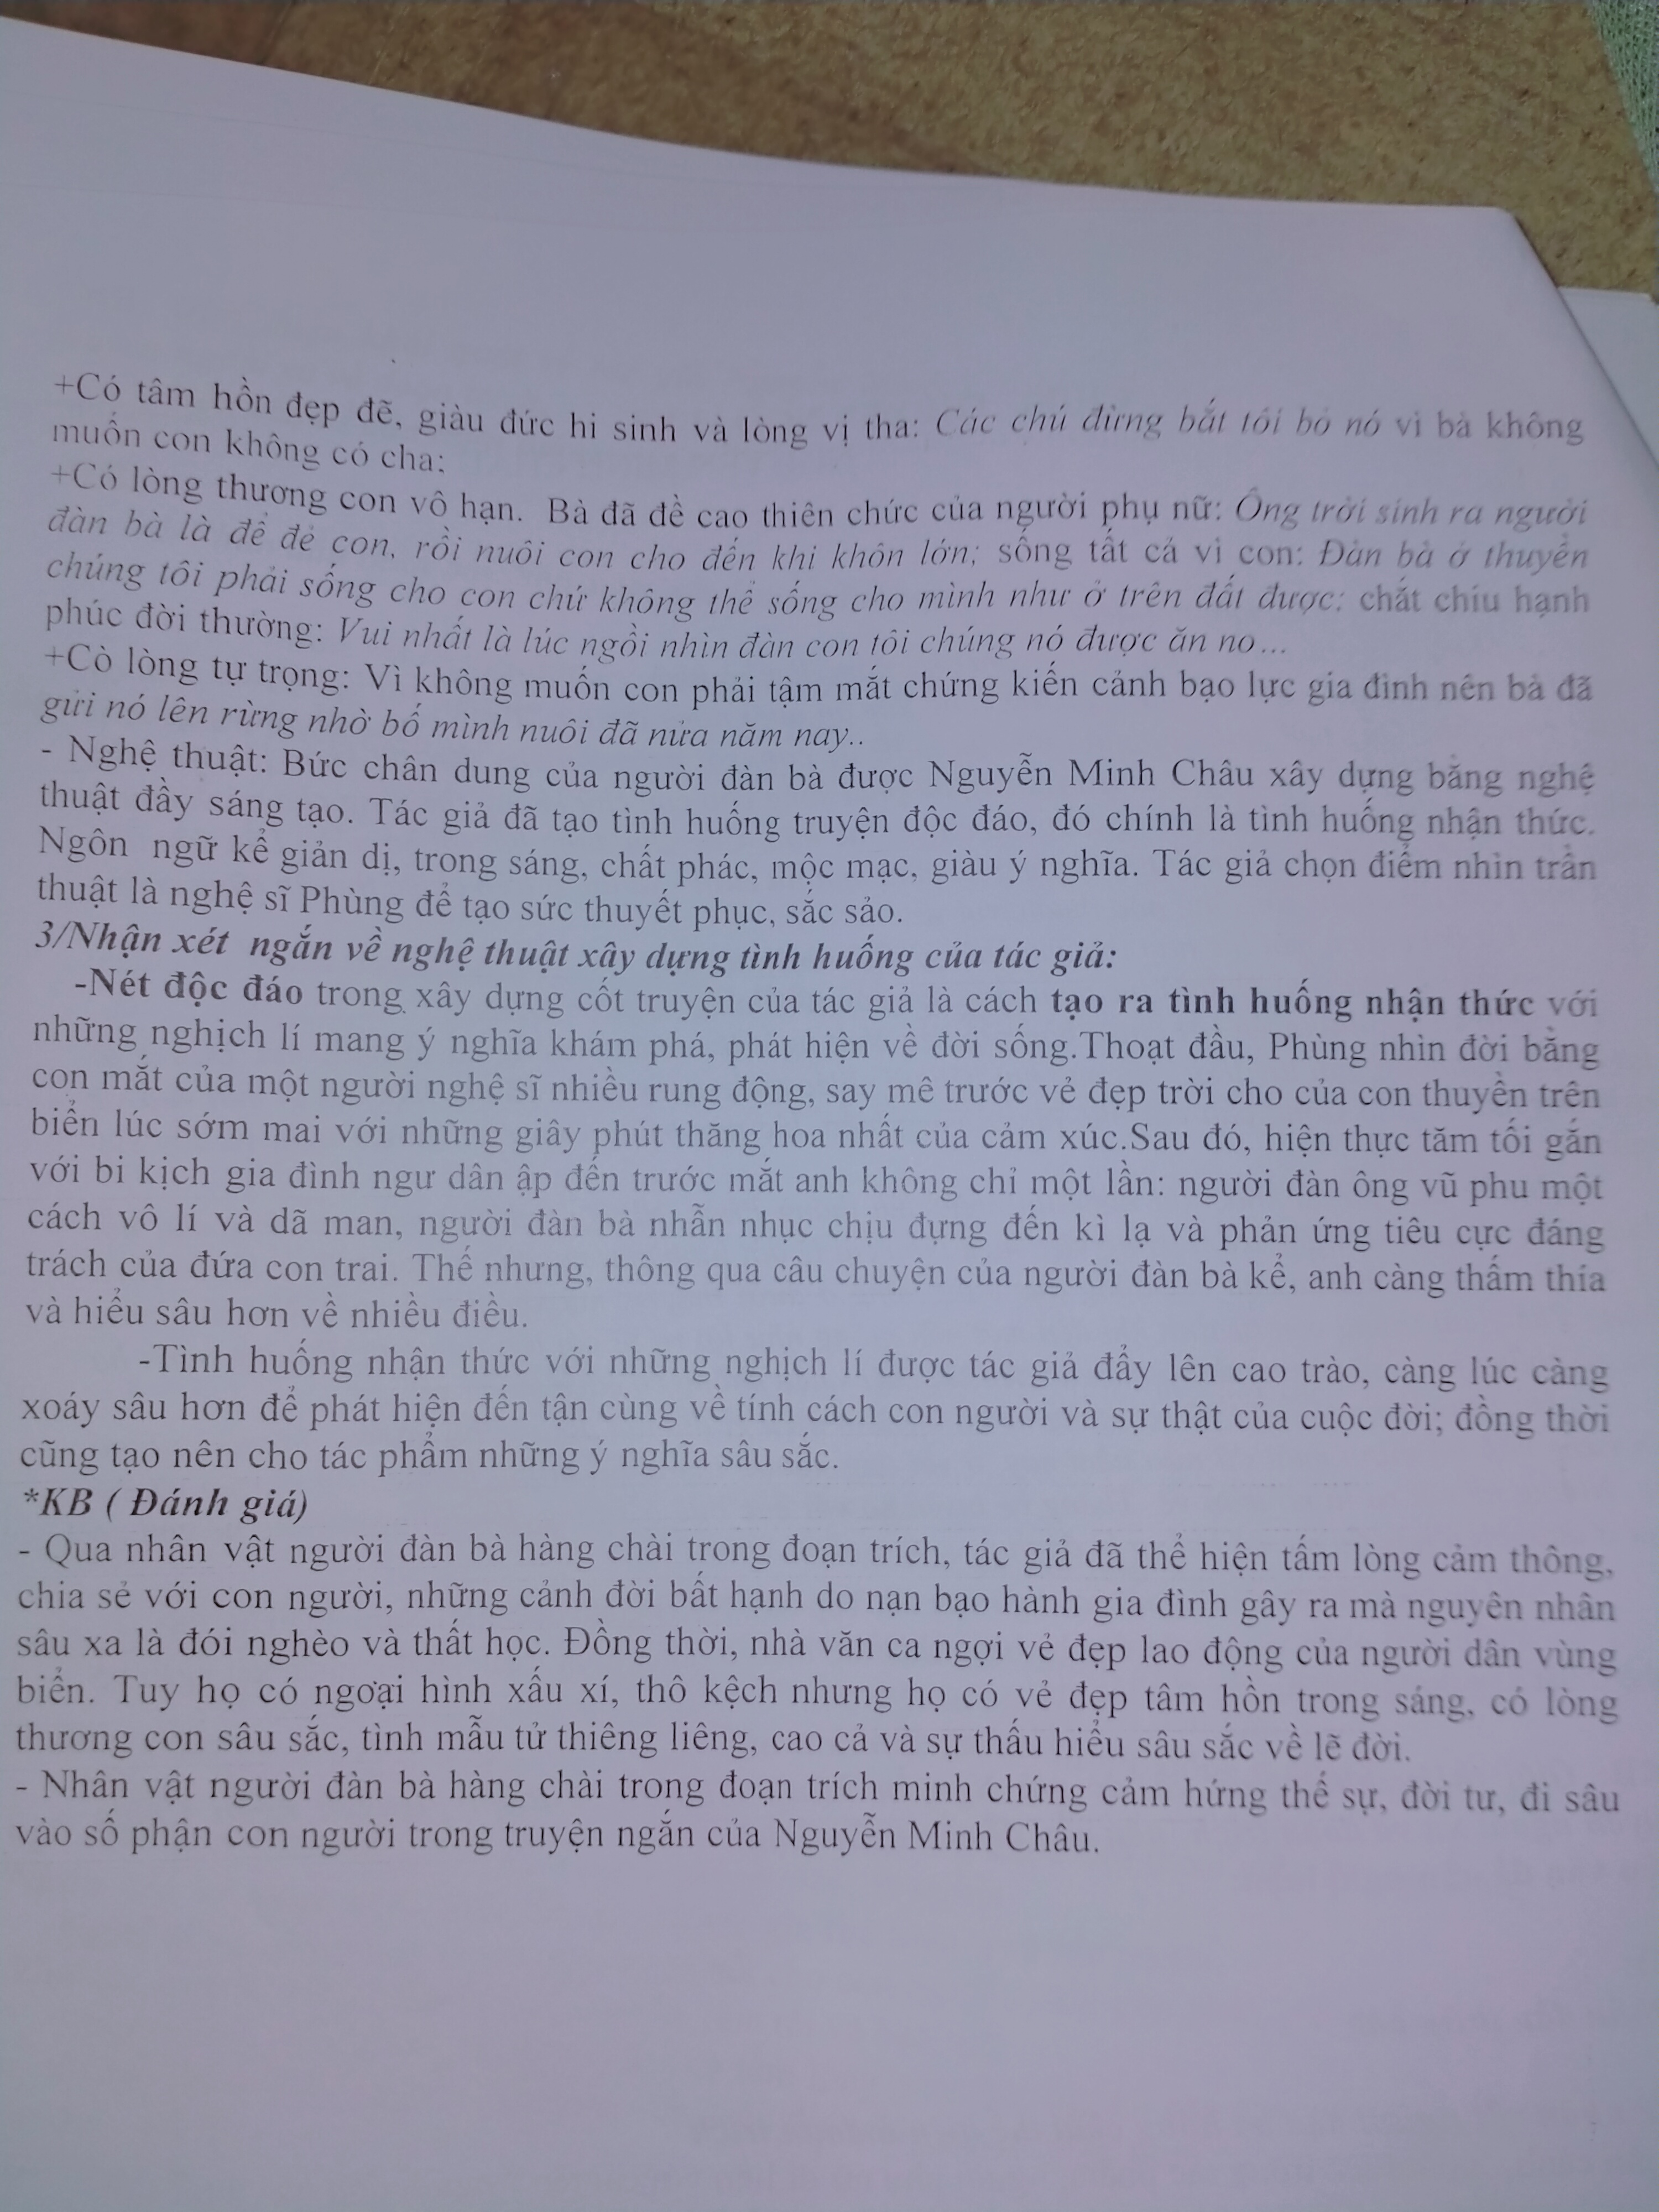 +Có tâm hồn đẹp đẽ, giàu đức hi sinh và lòng vị tha: Các chú đừng bắt tôi bỏ nó vì bà không
muốn con không có cha;
+Có lòng thương con vô hạn. Bà đã đề cao thiên chức của người phụ nữ: Ông trời sinh ra người
đàn bà là để đẻ con, rồi nuôi con cho đến khi khôn lớn; sống tất cả vì con: Đàn bà ở thuyền
chúng tôi phải sống cho con chứ không thể sống cho mình như ở trên đất được; chắt chiu hạnh
phúc đời thường: Vui nhất là lúc ngồi nhìn đàn con tôi chúng nó được ăn no...
+Cò lòng tự trọng: Vì không muốn con phải tậm mắt chứng kiến cảnh bạo lực gia đình nên bà đã
gửi nó lên rừng nhờ bố mình nuôi đã nửa năm nay..
- Nghệ thuật: Bức chân dung của người đàn bà được Nguyễn Minh Châu xây dựng bằng nghệ
thuật đầy sáng tạo. Tác giả đã tạo tình huống truyện độc đáo, đó chính là tình huống nhận thức.
Ngôn ngữ kể giản dị, trong sáng, chất phác, mộc mạc, giàu ý nghĩa. Tác giả chọn điểm nhìn trần
thuật là nghệ sĩ Phùng để tạo sức thuyết phục, sắc sảo.
3/Nhận xét ngắn về nghệ thuật xây dựng tình huống của tác giả:
-Nét độc đáo trong xây dựng cốt truyện của tác giả là cách tạo ra tình huống nhận thức với
những nghịch lí mang ý nghĩa khám phá, phát hiện về đời sống.Thoạt đầu, Phùng nhìn đời bằng
con mắt của một người nghệ sĩ nhiều rung động, say mê trước vẻ đẹp trời cho của con thuyền trên
biển lúc sớm mai với những giây phút thăng hoa nhất của cảm xúc.Sau đó, hiện thực tăm tối gắn
với bi kịch gia đình ngư dân ập đến trước mắt anh không chỉ một lần: người đàn ông vũ phu một
cách vô lí và dã man, người đàn bà nhẫn nhục chịu đựng đến kì lạ và phản ứng tiêu cực đáng
trách của đứa con trai. Thế nhưng, thông qua câu chuyện của người đàn bà kể, anh càng thấm thía
và hiểu sâu hơn về nhiều điều.
-Tình huống nhận thức với những nghịch lí được tác giả đẩy lên cao trào, càng lúc càng
xoáy sâu hơn để phát hiện đến tận cùng về tính cách con người và sự thật của cuộc đời; đồng thời
cũng tạo nên cho tác phẩm những ý nghĩa sâu sắc.
*KB ( Đánh giá)
- Qua nhân vật người đàn bà hàng chài trong đoạn trích, tác giả đã thể hiện tấm lòng cảm thông,
chia sẻ với con người, những cảnh đời bất hạnh do nạn bạo hành gia đình gây ra mà nguyên nhân
sâu xa là đói nghèo và thất học. Đồng thời, nhà văn ca ngợi vẻ đẹp lao động của người dân vùng
biển. Tuy họ có ngoại hình xấu xí, thô kệch nhưng họ có vẻ đẹp tâm hồn trong sáng, có lòng
thương con sâu sắc, tình mẫu tử thiêng liêng, cao cả và sự thấu hiểu sâu sắc về lẽ đời.
- Nhân vật người đàn bà hàng chài trong đoạn trích minh chứng cảm hứng thế sự, đời tư, đi sâu
vào số phận con người trong truyện ngắn của Nguyễn Minh Châu.